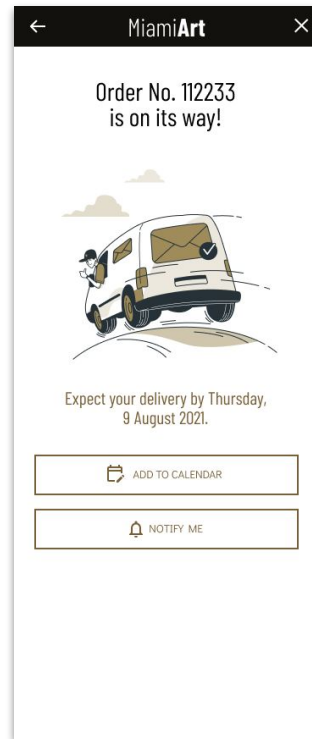 MiamiArt
Order No. 112233
is on its way!
Expect your delivery by Thursday,
9 August 2021.
ADD TO CALENDAR
NOTIFY ME